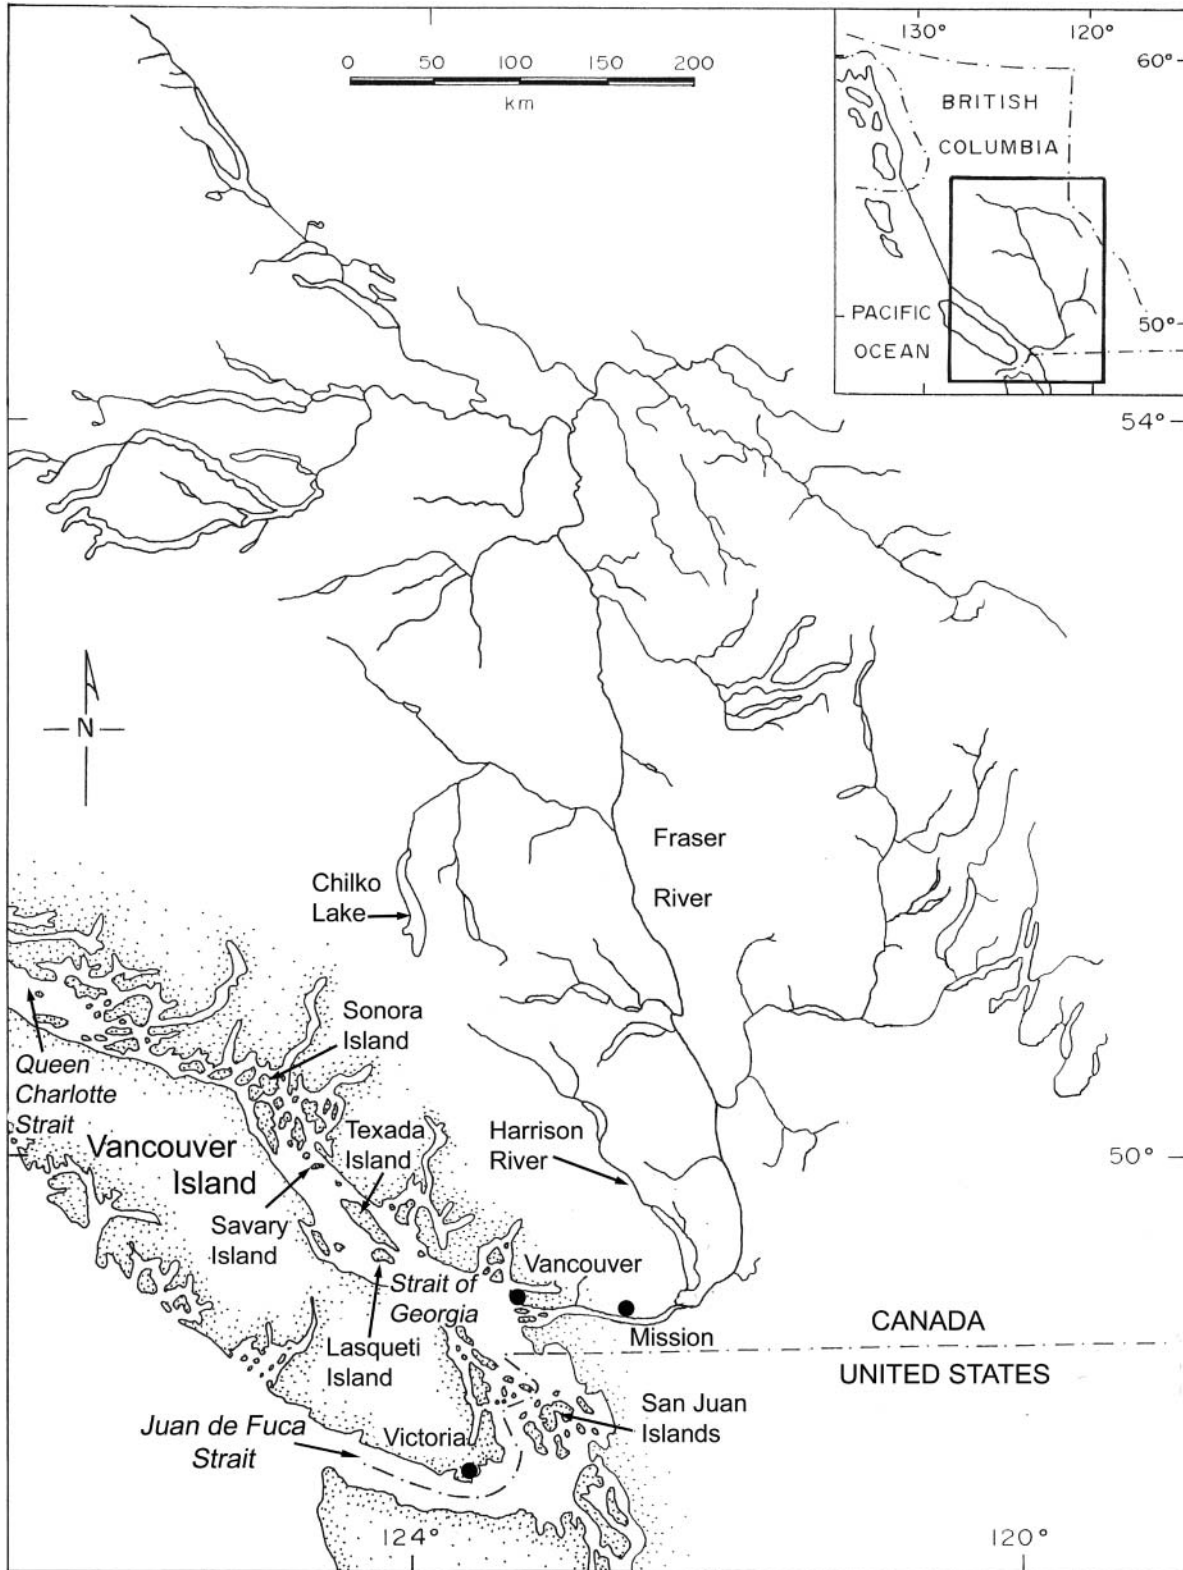 0 50 100 150 200
km
130° 120°
60°
BRITISH
COLUMBIA
PACIFIC
OCEAN
50°
54°
N
Fraser
River
Chilko
Lake
Sonora
Island
Queen
Charlotte
Strait
Vancouver
Island
Texada
Island
Harrison
River
50°
Savary
Island
Vancouver
Strait of
Georgia
Mission
CANADA
Lasqueti
Island
UNITED STATES
San Juan
Islands
Juan de Fuca
Strait
Victoria
124° 120°